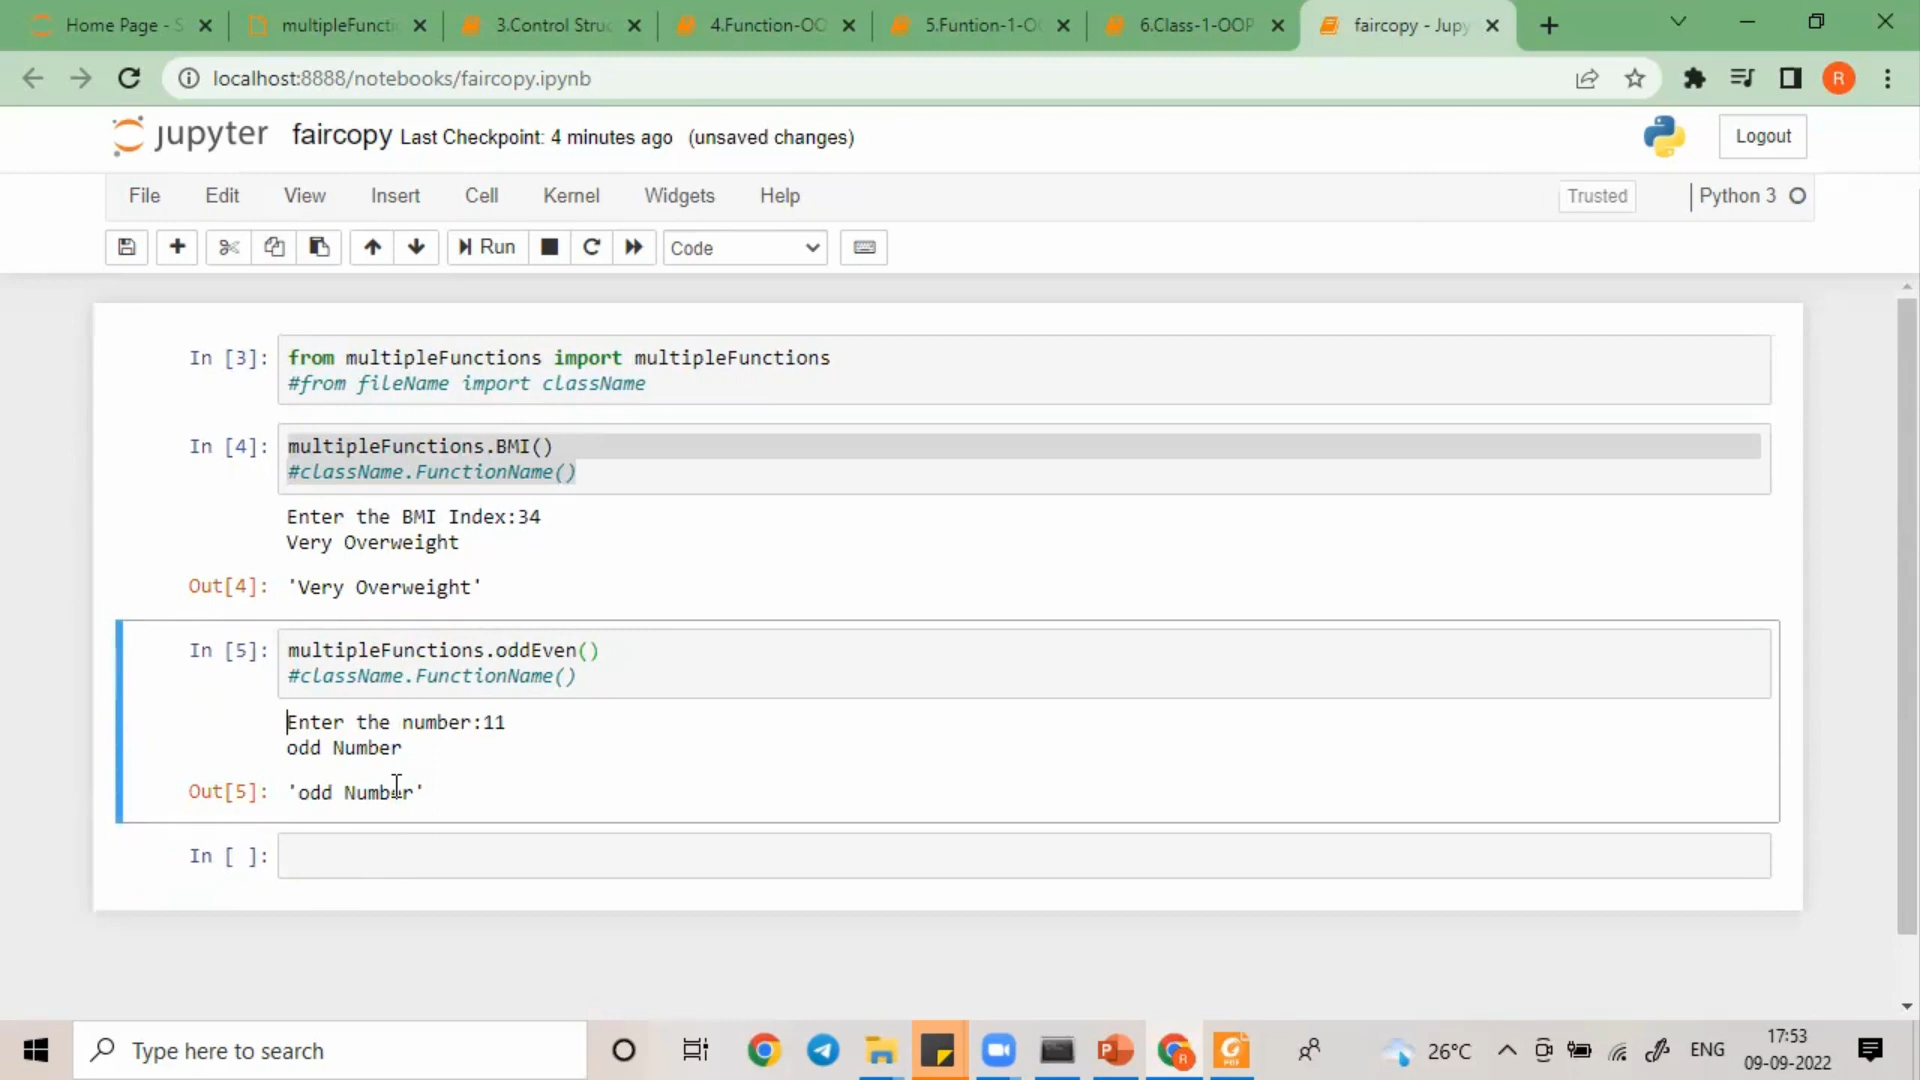 Home Page - S
multipleFuncti
3.Control Struc
4.Function-OO
5.Funtion-1-O
6.Class-1-OOP
faircopy - Jupy
localhost:8888/notebooks/faircopy.ipynb
R
jupyter faircopy Last Checkpoint: 4 minutes ago (unsaved changes)
Logout
File Edit View Insert Cell Kernel Widgets Help
Trusted
Python 3
Run
Code
In [3]: from multipleFunctions import multipleFunctions
#from fileName import className
In [4]: multipleFunctions.BMI()
#className.FunctionName()
Enter the BMI Index:34
Very Overweight
Out[4]: 'Very Overweight'
In [5]: multipleFunctions.oddEven()
#className.FunctionName()
Enter the number:11
odd Number
Out[5]: 'odd Number'
In [ ]:
Type here to search
26°C
ENG
17:53
09-09-2022